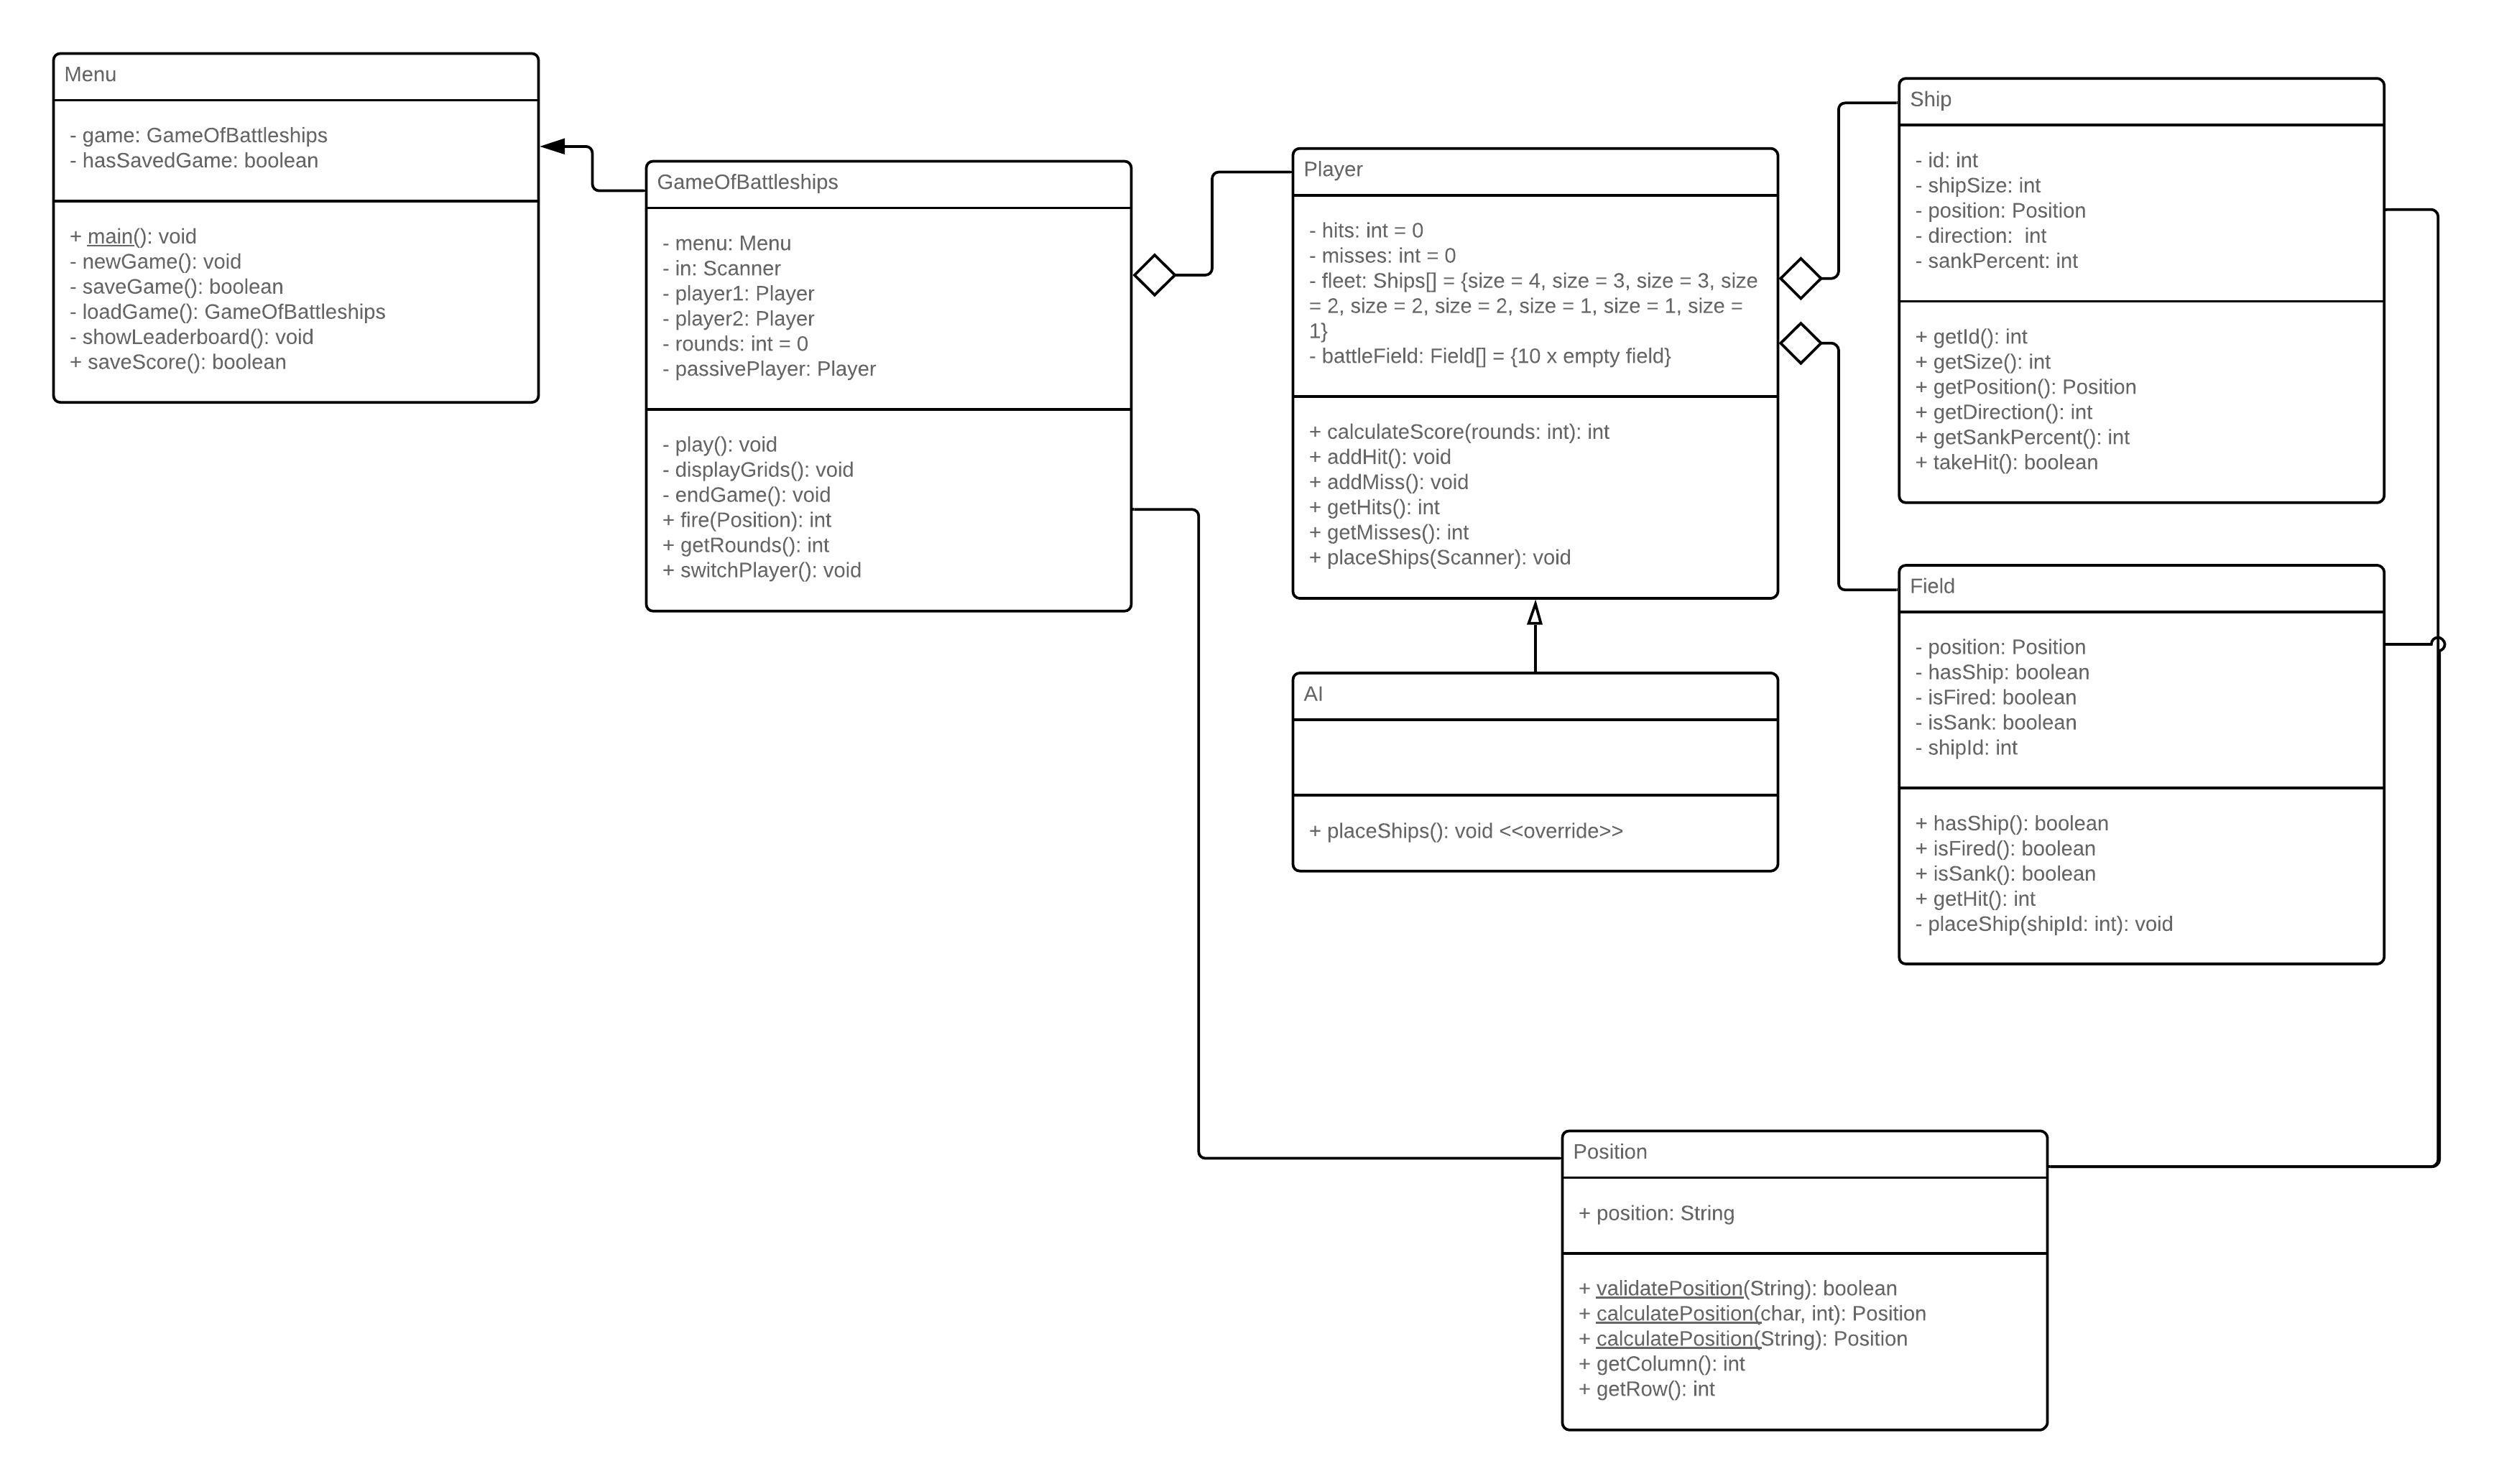 Menu
- game: GameOfBattleships
- hasSavedGame: boolean
+ main(): void
- newGame(): void
- saveGame(): boolean
- loadGame(): GameOfBattleships
- showLeaderboard(): void
+ saveScore(): boolean
GameOfBattleships
- menu: Menu
- in: Scanner
- player1: Player
- player2: Player
- rounds: int = 0
- passivePlayer: Player
- play(): void
- displayGrids(): void
- endGame(): void
+ fire(Position): int
+ getRounds(): int
+ switchPlayer(): void
Player
- hits: int = 0
- misses: int = 0
- fleet: Ships[] = {size = 4, size = 3, size = 3, size
= 2, size = 2, size = 2, size = 1, size = 1, size =
1}
- battleField: Field[] = {10 x empty field}
+ calculateScore(rounds: int): int
+ addHit(): void
+ addMiss(): void
+ getHits(): int
+ getMisses(): int
+ placeShips(Scanner): void
AI
+ placeShips(): void <<override>>
Ship
- id: int
- shipSize: int
- position: Position
- direction:  int
- sankPercent: int
+ getId(): int
+ getSize(): int
+ getPosition(): Position
+ getDirection(): int
+ getSankPercent(): int
+ takeHit(): boolean
Field
- position: Position
- hasShip: boolean
- isFired: boolean
- isSank: boolean
- shipId: int
+ hasShip(): boolean
+ isFired(): boolean
+ isSank(): boolean
+ getHit(): int
- placeShip(shipId: int): void
Position
+ position: String
+ validatePosition(String): boolean
+ calculatePosition(char, int): Position
+ calculatePosition(String): Position
+ getColumn(): int
+ getRow(): int